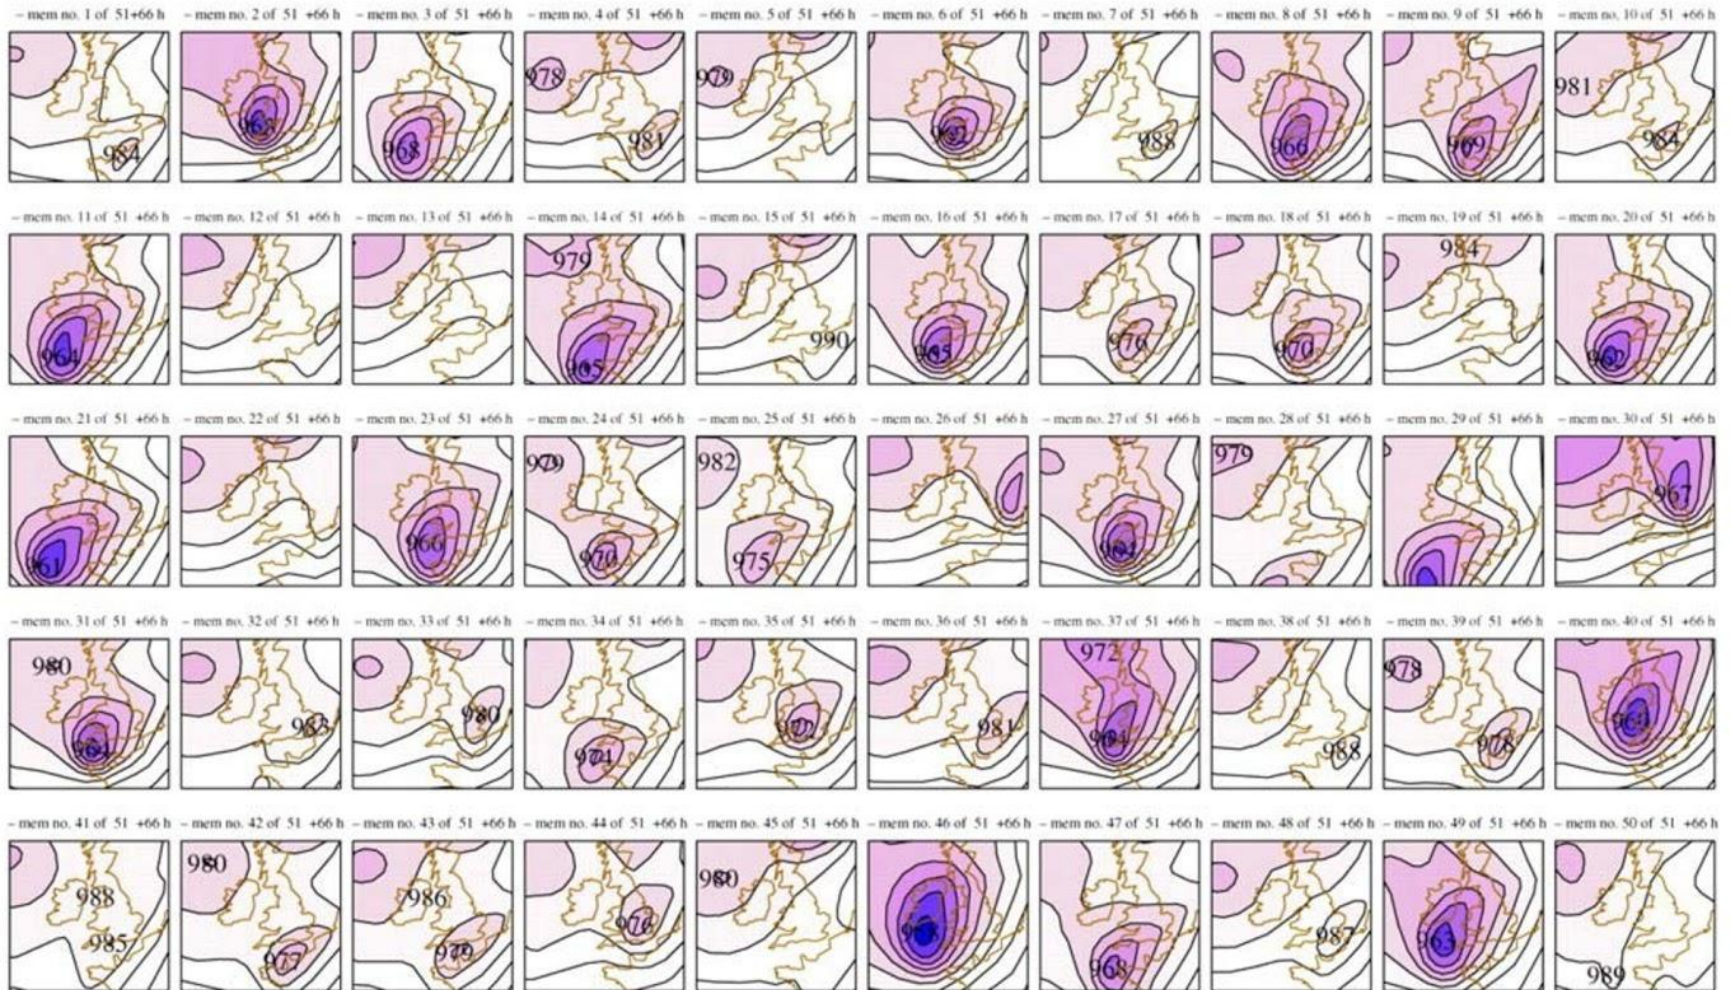 – mem no. 1 of 51+66 h – mem no. 2 of 51 +66 h – mem no. 3 of 51 +66 h – mem no. 4 of 51 +66 h – mem no. 5 of 51 +66 h – mem no. 6 of 51 +66 h – mem no. 7 of 51 +66 h – mem no. 8 of 51 +66 h – mem no. 9 of 51 +66 h – mem no. 10 of 51 +66 h
978 979 981
984 968 981 988 966 969 984
– mem no. 11 of 51 +66 h – mem no. 12 of 51 +66 h – mem no. 13 of 51 +66 h – mem no. 14 of 51 +66 h – mem no. 15 of 51 +66 h – mem no. 16 of 51 +66 h – mem no. 17 of 51 +66 h – mem no. 18 of 51 +66 h – mem no. 19 of 51 +66 h – mem no. 20 of 51 +66 h
979 984
964 965 990 965 976 970 962
– mem no. 21 of 51 +66 h – mem no. 22 of 51 +66 h – mem no. 23 of 51 +66 h – mem no. 24 of 51 +66 h – mem no. 25 of 51 +66 h – mem no. 26 of 51 +66 h – mem no. 27 of 51 +66 h – mem no. 28 of 51 +66 h – mem no. 29 of 51 +66 h – mem no. 30 of 51 +66 h
979 982 979 967
961 966 970 975 964
– mem no. 31 of 51 +66 h – mem no. 32 of 51 +66 h – mem no. 33 of 51 +66 h – mem no. 34 of 51 +66 h – mem no. 35 of 51 +66 h – mem no. 36 of 51 +66 h – mem no. 37 of 51 +66 h – mem no. 38 of 51 +66 h – mem no. 39 of 51 +66 h – mem no. 40 of 51 +66 h
980 972 978
983 980 972 981 964 988 978
– mem no. 41 of 51 +66 h – mem no. 42 of 51 +66 h – mem no. 43 of 51 +66 h – mem no. 44 of 51 +66 h – mem no. 45 of 51 +66 h – mem no. 46 of 51 +66 h – mem no. 47 of 51 +66 h – mem no. 48 of 51 +66 h – mem no. 49 of 51 +66 h – mem no. 50 of 51 +66 h
988 980 986 980
985 977 979 976 968 987 963 989